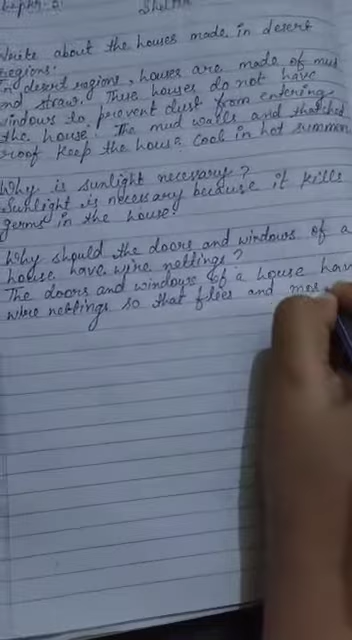 Shelter
Write about the houses made in desert
regions.
In desert regions, houses are made of mud
and straw. These houses do not have
windows to prevent dust from entering
the house. The mud walls and thatched
roof keep the house cool in hot summer
Why is sunlight necessary?
Sunlight is necessary because it kills
germs in the house.
Why should the doors and windows of a
house have wire nettings?
The doors and windows of a house hav
wire nettings so that flies and mos